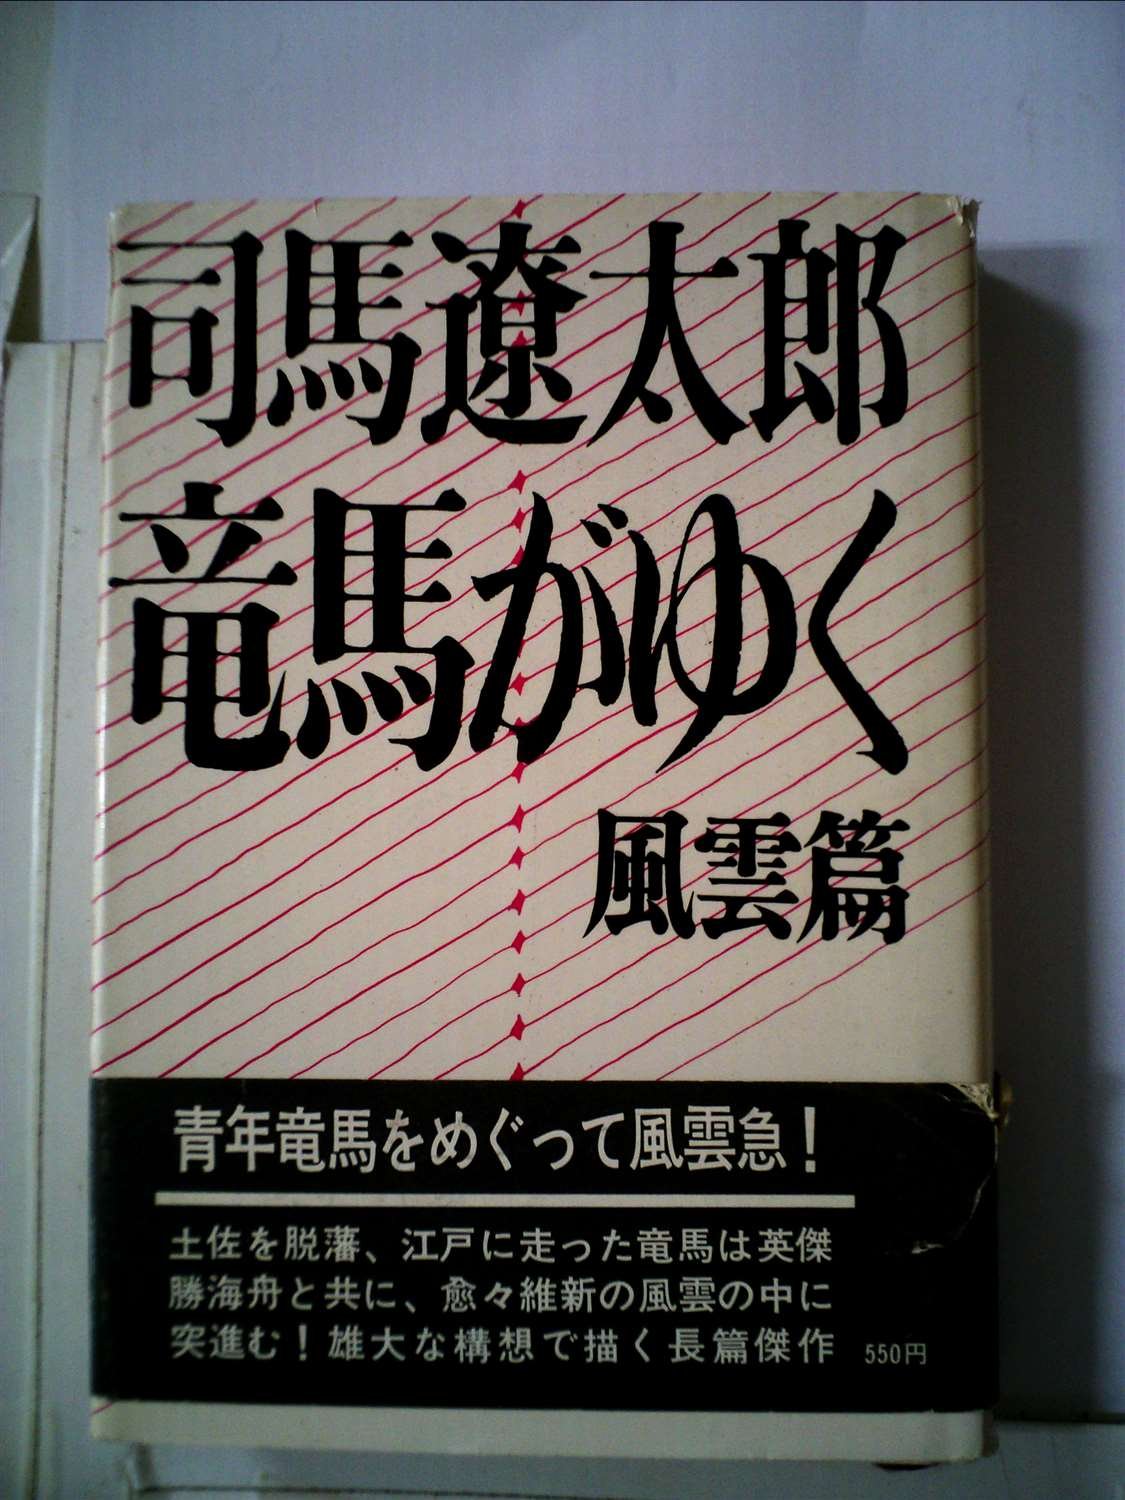 司馬遼太郎
竜馬がゆく
風雲篇
青年竜馬をめぐって風雲急！
土佐を脱藩、江戸に走った竜馬は英傑
勝海舟と共に、愈々維新の風雲の中に
突進む！雄大な構想で描く長篇傑作 550円